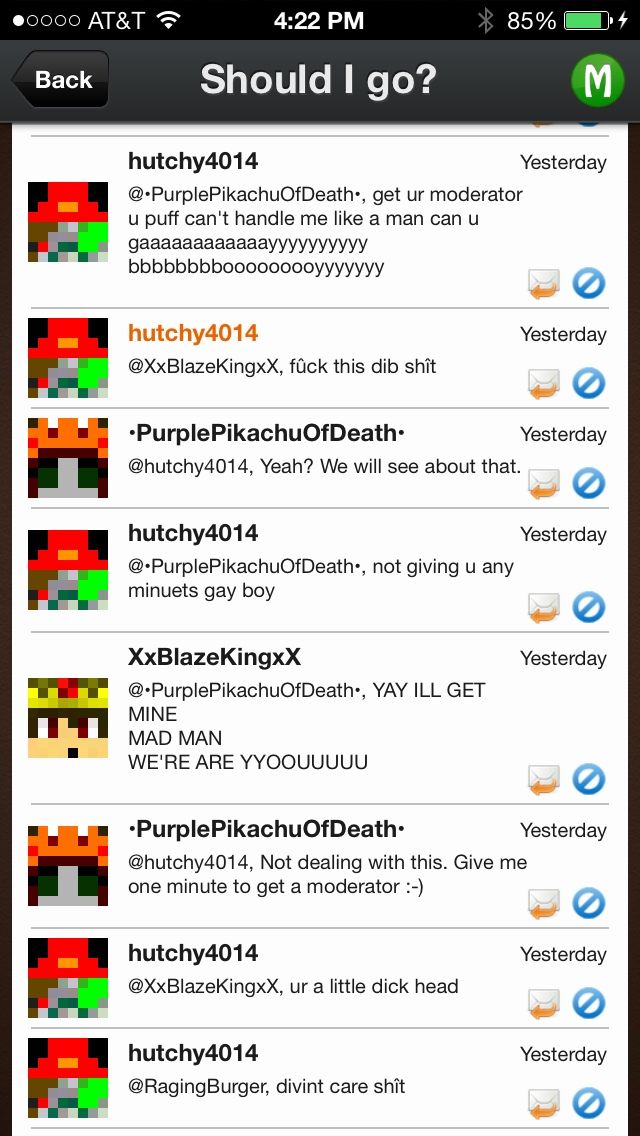 AT&T 4:22 PM 85%
Back Should I go? M
hutchy4014 Yesterday
@•PurplePikachuOfDeath•, get ur moderator
u puff can't handle me like a man can u
gaaaaaaaaaaaayyyyyyyyyy
bbbbbbbbboooooooooyyyyyyy
hutchy4014 Yesterday
@XxBlazeKingxX, fûck this dib shît
•PurplePikachuOfDeath• Yesterday
@hutchy4014, Yeah? We will see about that.
hutchy4014 Yesterday
@•PurplePikachuOfDeath•, not giving u any
minuets gay boy
XxBlazeKingxX Yesterday
@•PurplePikachuOfDeath•, YAY ILL GET
MINE
MAD MAN
WE'RE ARE YYOOUUUUU
•PurplePikachuOfDeath• Yesterday
@hutchy4014, Not dealing with this. Give me
one minute to get a moderator :-)
hutchy4014 Yesterday
@XxBlazeKingxX, ur a little dick head
hutchy4014 Yesterday
@RagingBurger, divint care shît